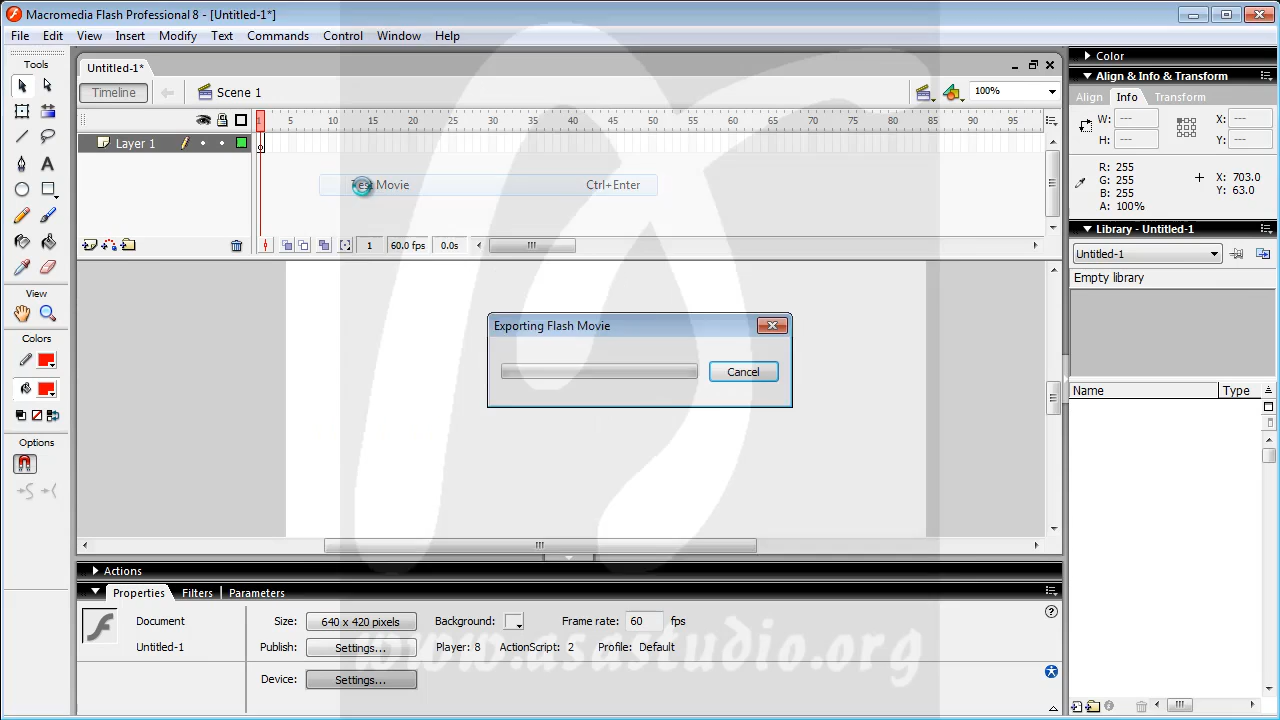 Macromedia Flash Professional 8 - [Untitled-1*]
File Edit View Insert Modify Text Commands Control Window Help
Tools
Untitled-1*
Timeline
Scene 1
100%
1 5 10 15 20 25 30 35 40 45 50 55 60 65 70 75 80 85 90 95
Layer 1
Test Movie Ctrl+Enter
1 60.0 fps 0.0s
View
Colors
Options
Exporting Flash Movie
Cancel
Color
Align & Info & Transform
Align Info Transform
W: --- X: ---
H: --- Y: ---
R: 255
G: 255
B: 255
A: 100%
X: 703.0
Y: 63.0
Library - Untitled-1
Untitled-1
Empty library
Name Type
Actions
Properties Filters Parameters
Document
Untitled-1
Size: 640 x 420 pixels Background: Frame rate: 60 fps
Publish: Settings... Player: 8 ActionScript: 2 Profile: Default
Device: Settings...
www.asastudio.org